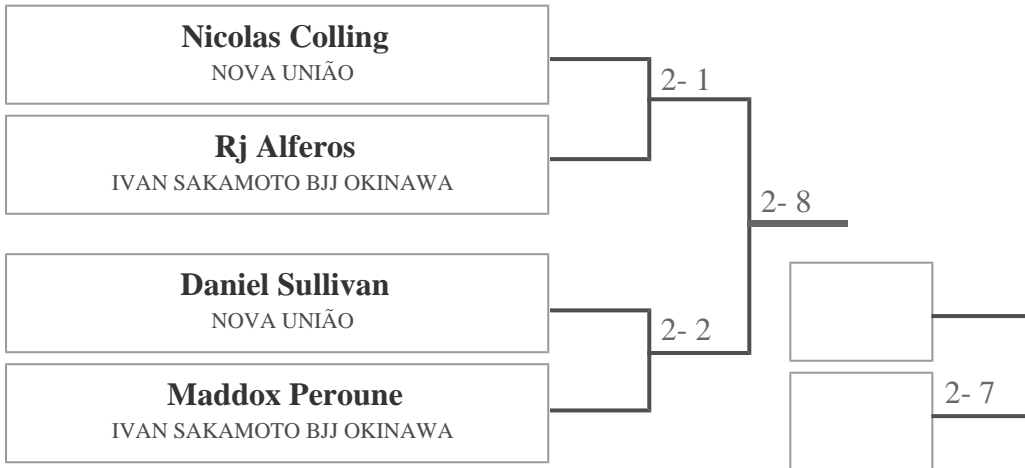 Nicolas Colling
NOVA UNIÃO
2- 1
Rj Alferos
IVAN SAKAMOTO BJJ OKINAWA
2- 8
Daniel Sullivan
NOVA UNIÃO
2- 2
Maddox Peroune
IVAN SAKAMOTO BJJ OKINAWA
2- 7